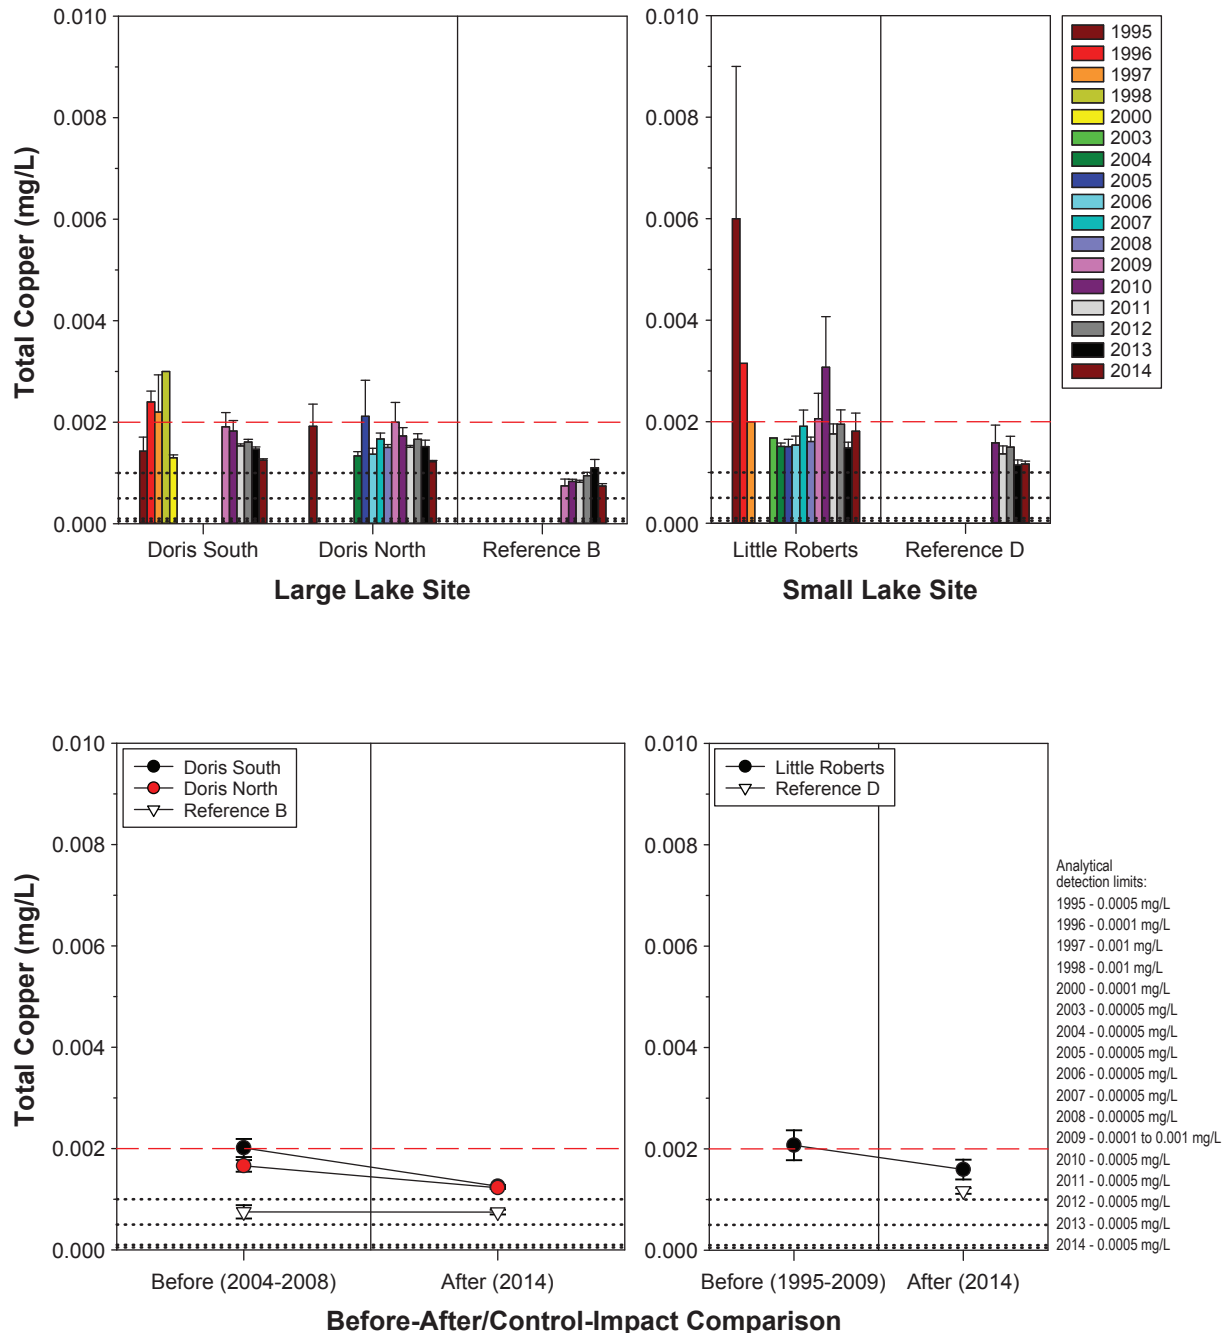 Total Copper (mg/L)
0.010
0.008
0.006
0.004
0.002
0.000
Doris South
Doris North
Reference B
Large Lake Site
0.010
0.008
0.006
0.004
0.002
0.000
Little Roberts
Reference D
Small Lake Site
1995
1996
1997
1998
2000
2003
2004
2005
2006
2007
2008
2009
2010
2011
2012
2013
2014
Total Copper (mg/L)
0.010
0.008
0.006
0.004
0.002
0.000
Doris South
Doris North
Reference B
Before (2004-2008)
After (2014)
0.010
0.008
0.006
0.004
0.002
0.000
Little Roberts
Reference D
Before (1995-2009)
After (2014)
Before-After/Control-Impact Comparison
Analytical
detection limits:
1995 - 0.0005 mg/L
1996 - 0.0001 mg/L
1997 - 0.001 mg/L
1998 - 0.001 mg/L
2000 - 0.0001 mg/L
2003 - 0.00005 mg/L
2004 - 0.00005 mg/L
2005 - 0.00005 mg/L
2006 - 0.00005 mg/L
2007 - 0.00005 mg/L
2008 - 0.00005 mg/L
2009 - 0.0001 to 0.001 mg/L
2010 - 0.0005 mg/L
2011 - 0.0005 mg/L
2012 - 0.0005 mg/L
2013 - 0.0005 mg/L
2014 - 0.0005 mg/L